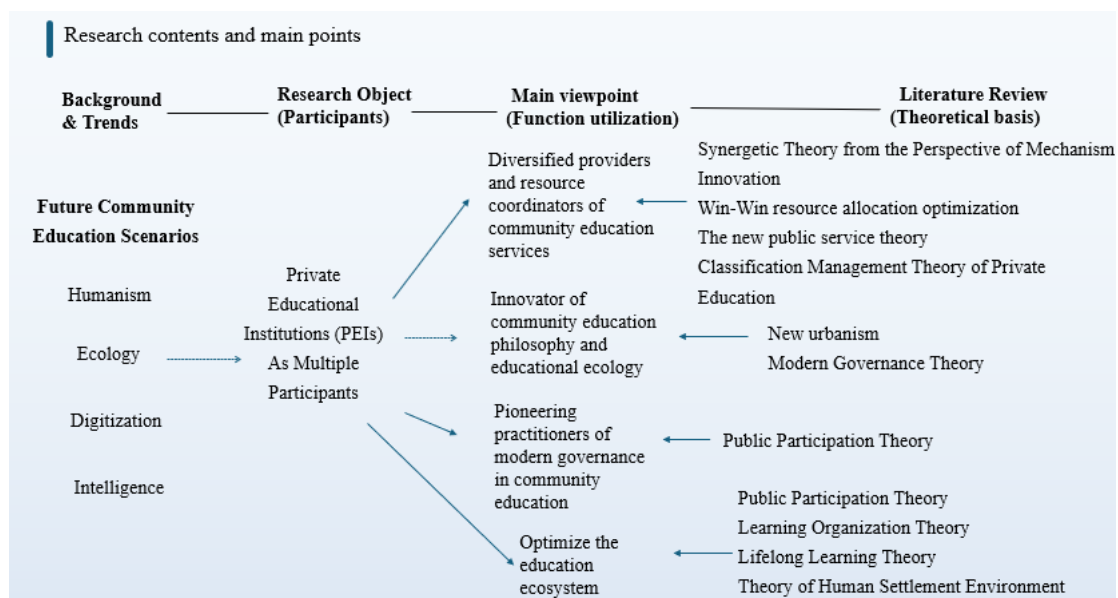 Research contents and main points
Background
& Trends
Research Object
(Participants)
Main viewpoint
(Function utilization)
Literature Review
(Theoretical basis)
Future Community
Education Scenarios
Humanism
Ecology
Digitization
Intelligence
Private
Educational
Institutions (PEIs)
As Multiple
Participants
Diversified providers
and resource
coordinators of
community education
services
Innovator of
community education
philosophy and
educational ecology
Pioneering
practitioners of
modern governance
in community
education
Optimize the
education
ecosystem
Synergetic Theory from the Perspective of Mechanism
Innovation
Win-Win resource allocation optimization
The new public service theory
Classification Management Theory of Private
Education
New urbanism
Modern Governance Theory
Public Participation Theory
Public Participation Theory
Learning Organization Theory
Lifelong Learning Theory
Theory of Human Settlement Environment